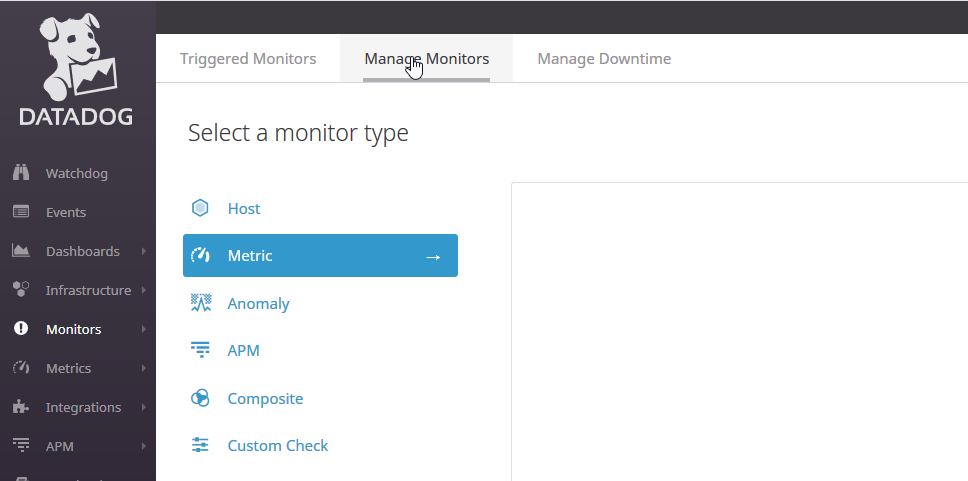 DATADOG
Watchdog
Events
Dashboards
Infrastructure
Monitors
Metrics
Integrations
APM
Triggered Monitors
Manage Monitors
Manage Downtime
Select a monitor type
Host
Metric →
Anomaly
APM
Composite
Custom Check